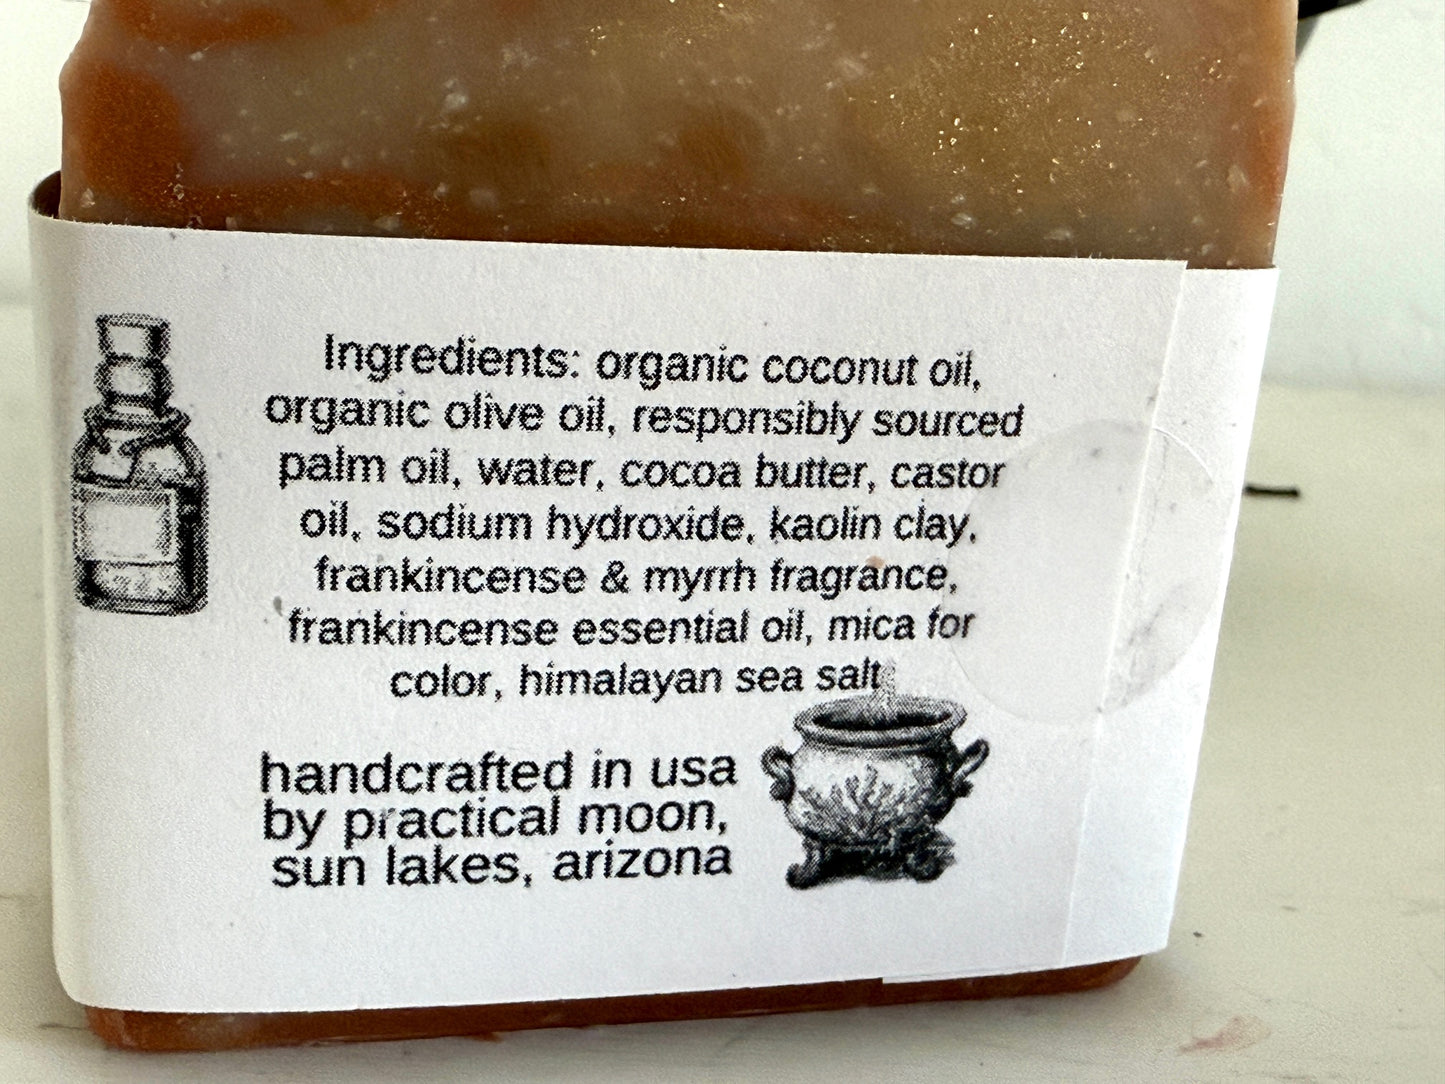 Ingredients: organic coconut oil,
organic olive oil, responsibly sourced
palm oil, water, cocoa butter, castor
oil, sodium hydroxide, kaolin clay,
frankincense & myrrh fragrance,
frankincense essential oil, mica for
color, himalayan sea salt
handcrafted in usa
by practical moon,
sun lakes, arizona